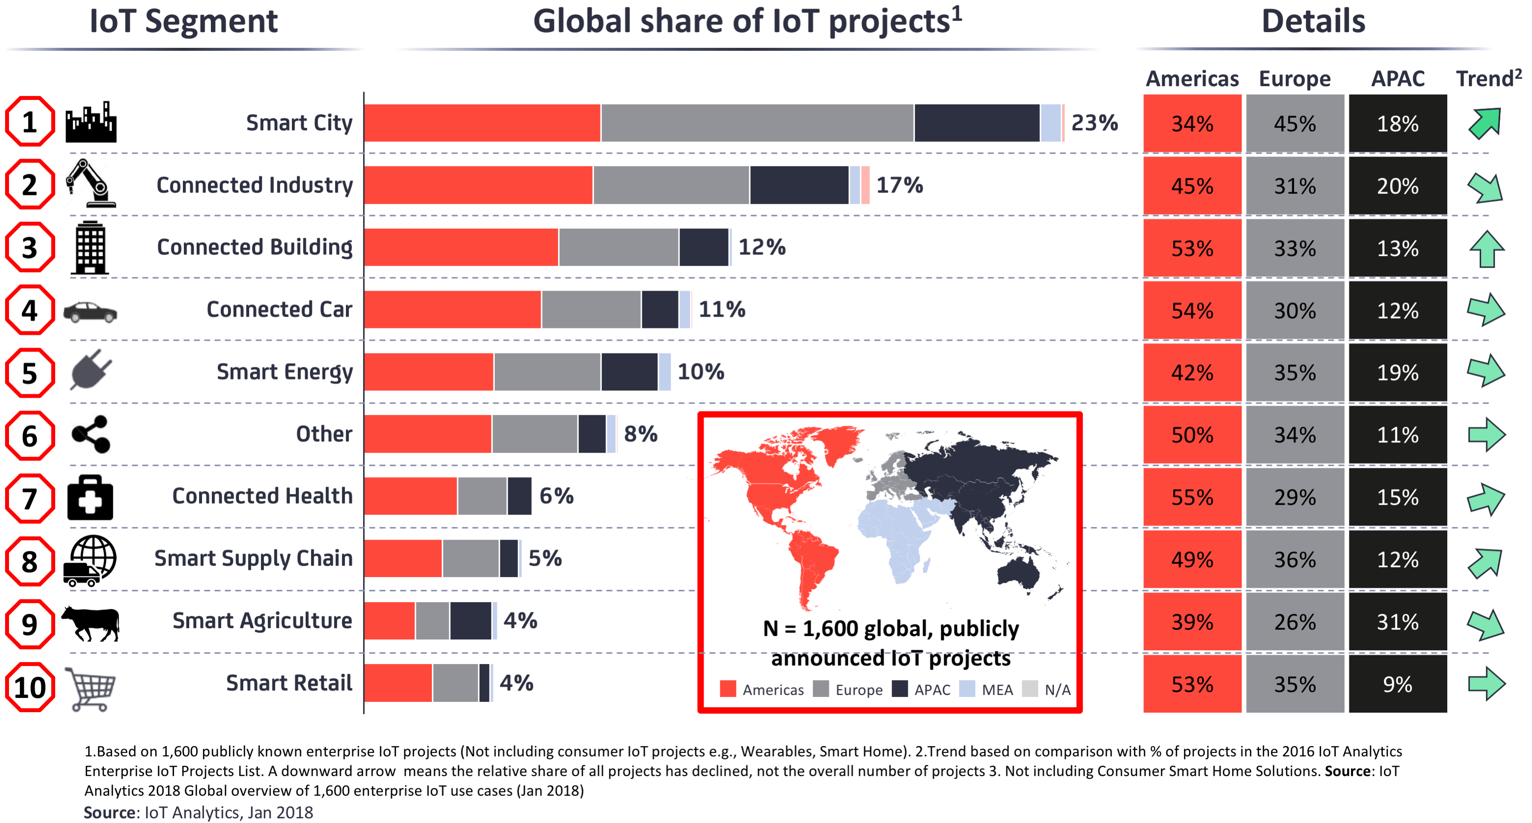 IoT Segment Global share of IoT projects1 Details
Americas Europe APAC Trend2
1 Smart City 23% 34% 45% 18%
2 Connected Industry 17% 45% 31% 20%
3 Connected Building 12% 53% 33% 13%
4 Connected Car 11% 54% 30% 12%
5 Smart Energy 10% 42% 35% 19%
6 Other 8% 50% 34% 11%
7 Connected Health 6% 55% 29% 15%
8 Smart Supply Chain 5% 49% 36% 12%
9 Smart Agriculture 4% 39% 26% 31%
10 Smart Retail 4% 53% 35% 9%
N = 1,600 global, publicly
announced IoT projects
Americas Europe APAC MEA N/A
1.Based on 1,600 publicly known enterprise IoT projects (Not including consumer IoT projects e.g., Wearables, Smart Home). 2.Trend based on comparison with % of projects in the 2016 IoT Analytics
Enterprise IoT Projects List. A downward arrow means the relative share of all projects has declined, not the overall number of projects 3. Not including Consumer Smart Home Solutions. Source: IoT
Analytics 2018 Global overview of 1,600 enterprise IoT use cases (Jan 2018)
Source: IoT Analytics, Jan 2018